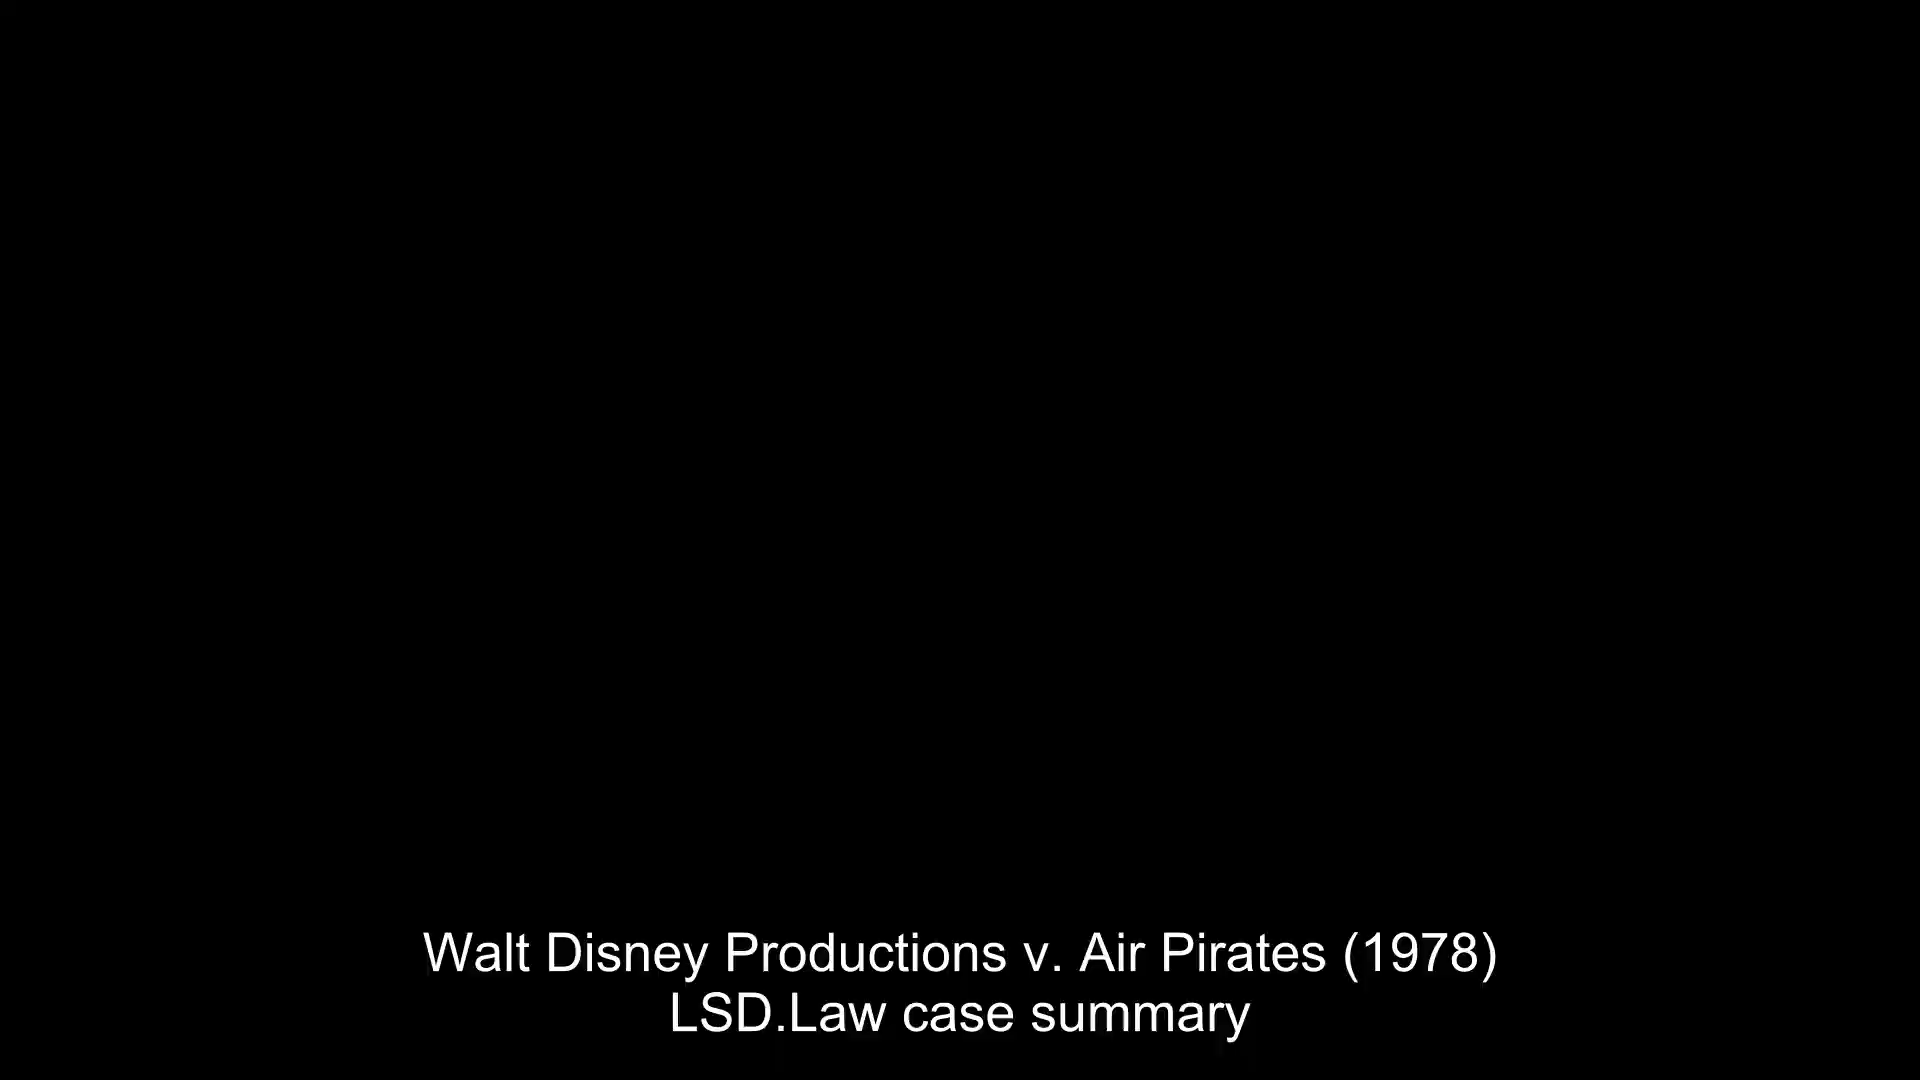 Walt Disney Productions v. Air Pirates (1978)
LSD.Law case summary